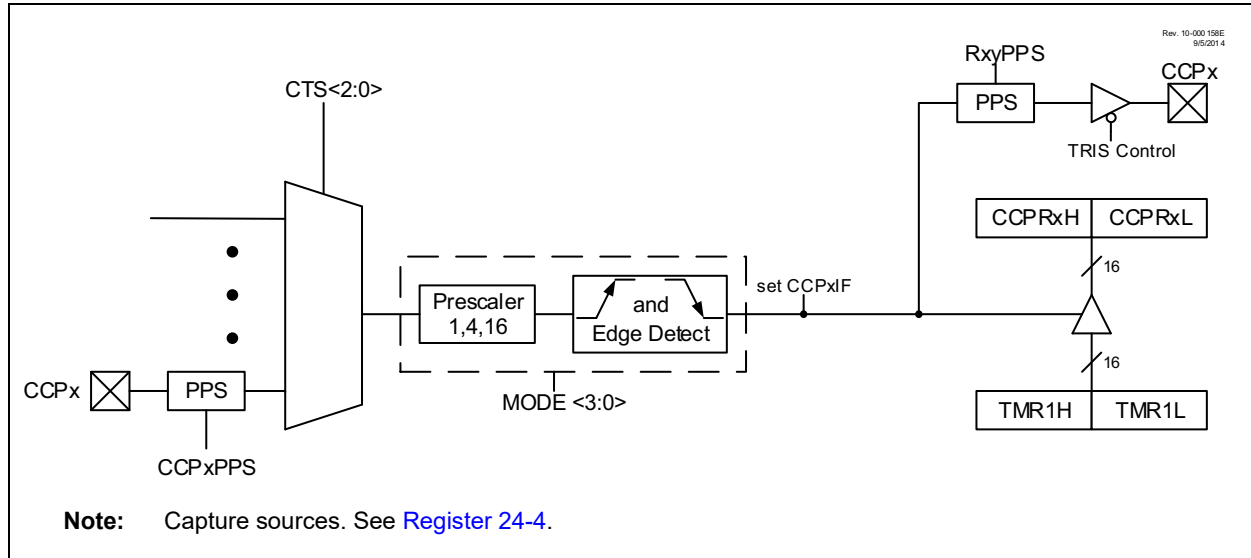 Rev. 10-000 158E
9/5/2014
RxyPPS
CCPx
CTS<2:0>
PPS
TRIS Control
CCPRxH CCPRxL
16
set CCPxIF
Prescaler
1,4,16
and
Edge Detect
16
CCPx
PPS
MODE <3:0>
TMR1H TMR1L
CCPxPPS
Note: Capture sources. See Register 24-4.